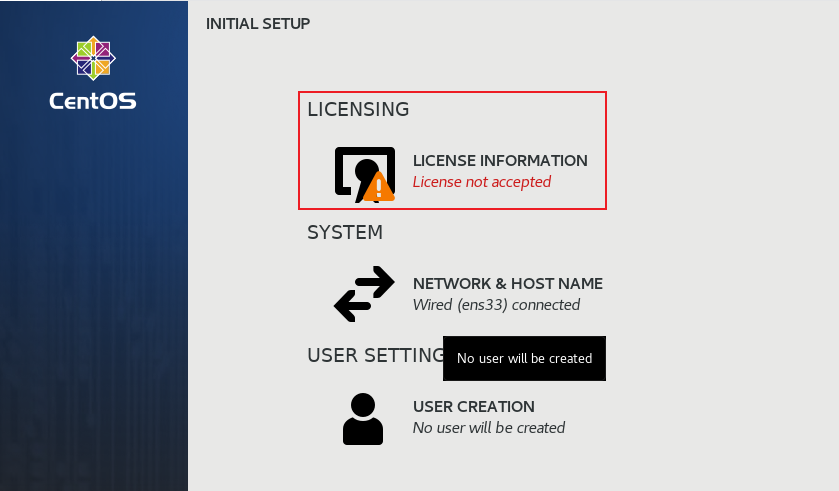 INITIAL SETUP
CentOS
LICENSING
LICENSE INFORMATION
License not accepted
SYSTEM
NETWORK & HOST NAME
Wired (ens33) connected
USER SETTING
No user will be created
USER CREATION
No user will be created